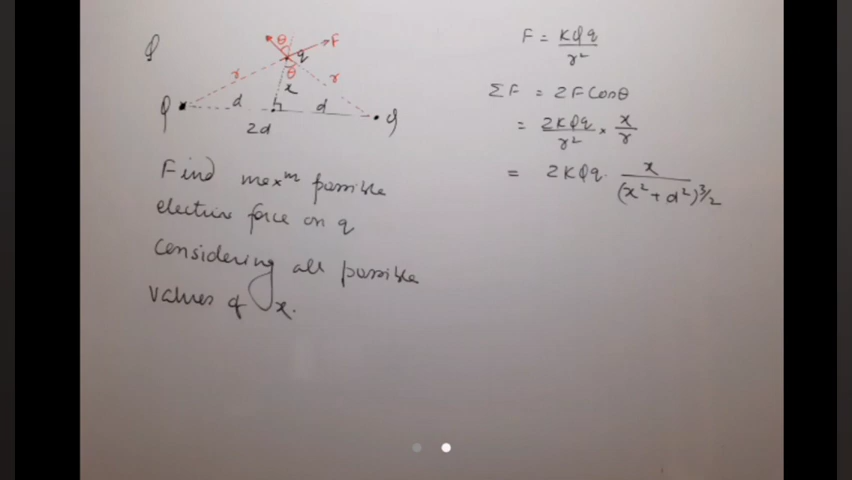 Q
θ
F
q
θ
r
r
x
Q
d
d
Q
2d
Find maxᵐ possible
electric force on q
considering all possible
values of x.
F = KQq/r²
ΣF = 2F Cosθ
= 2KQq/r² × x/r
= 2KQq · x/(x² + d²)^3/2